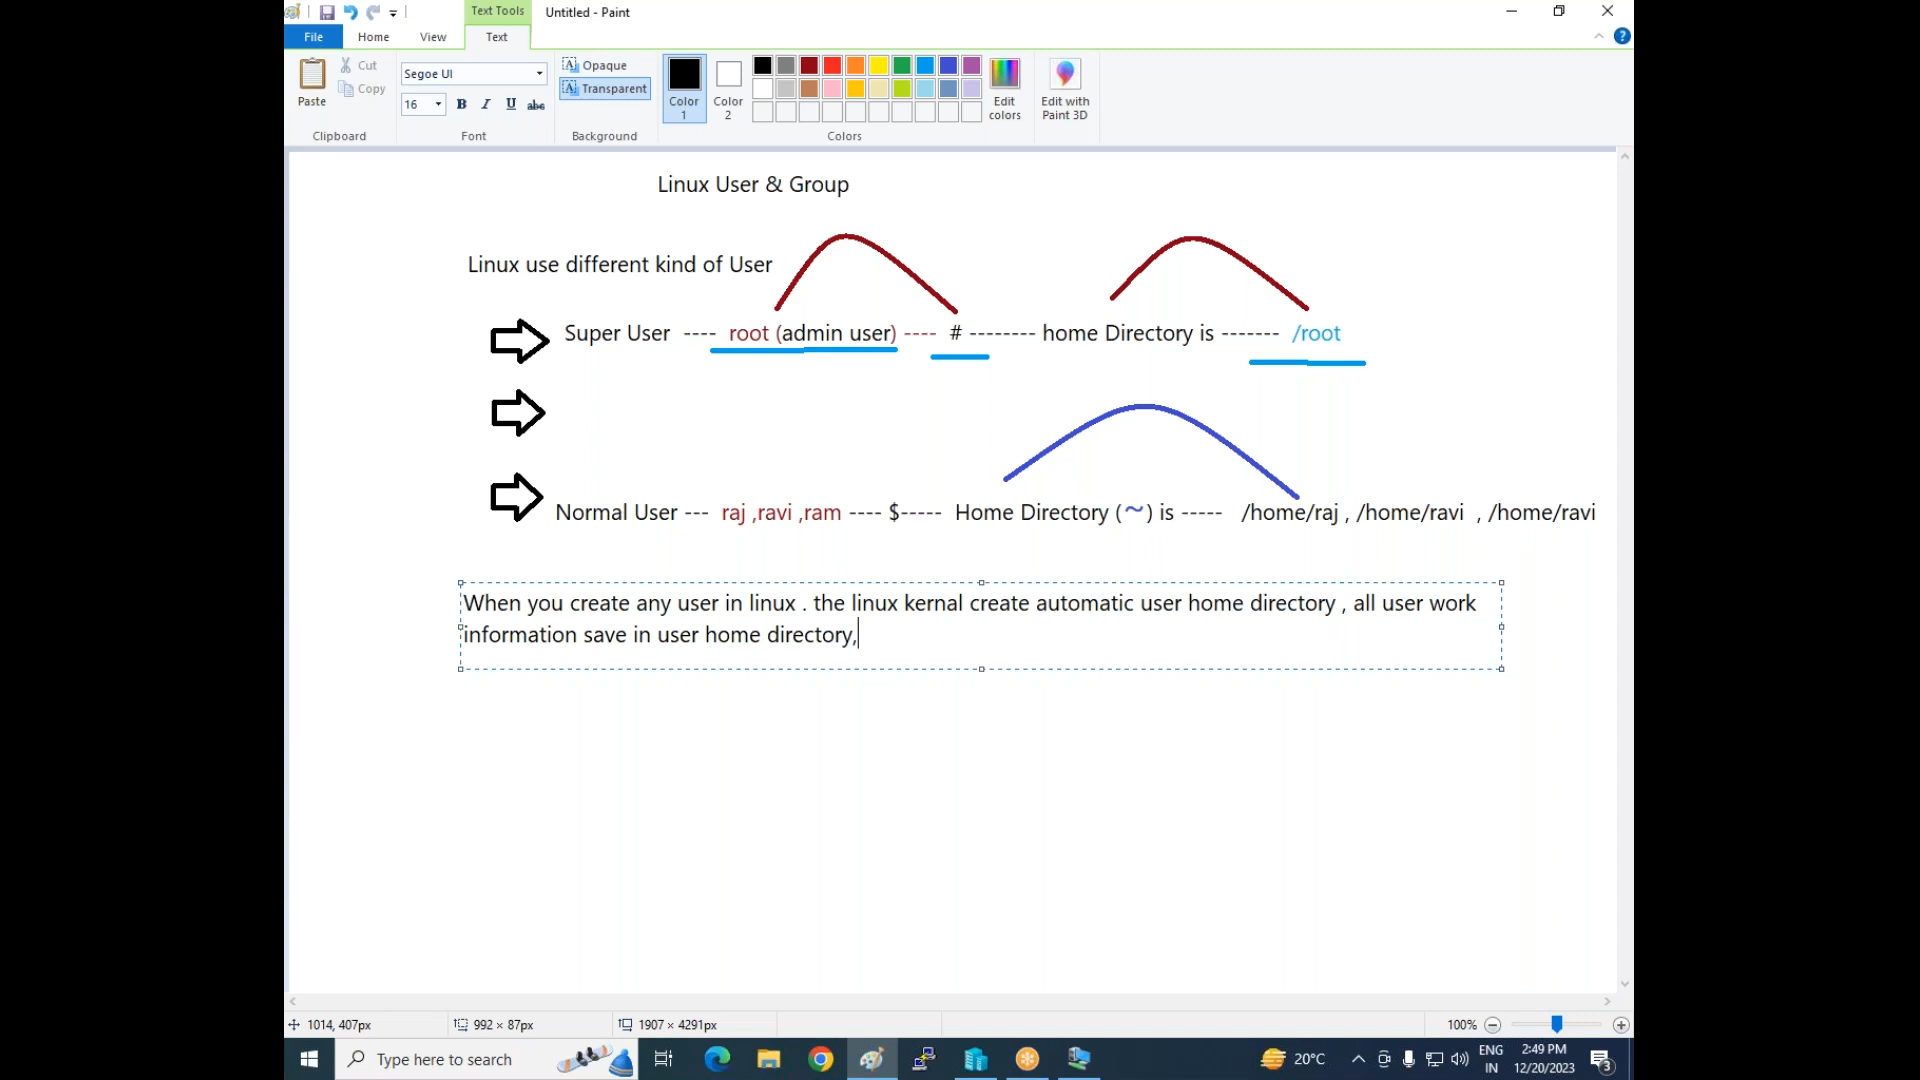 Text Tools
Untitled - Paint
File
Home
View
Text
Paste
Cut
Copy
Clipboard
Segoe UI
16
B I U abc
Font
Opaque
Transparent
Background
Color 1
Color 2
Edit colors
Colors
Edit with Paint 3D
Linux User & Group
Linux use different kind of User
Super User ---- root (admin user) ---- # -------- home Directory is ------- /root
Normal User --- raj ,ravi ,ram ---- $----- Home Directory (~) is ----- /home/raj , /home/ravi , /home/ravi
When you create any user in linux . the linux kernal create automatic user home directory , all user work
information save in user home directory,
1014, 407px
992 × 87px
1907 × 4291px
100%
Type here to search
20°C
ENG
IN
2:49 PM
12/20/2023
3